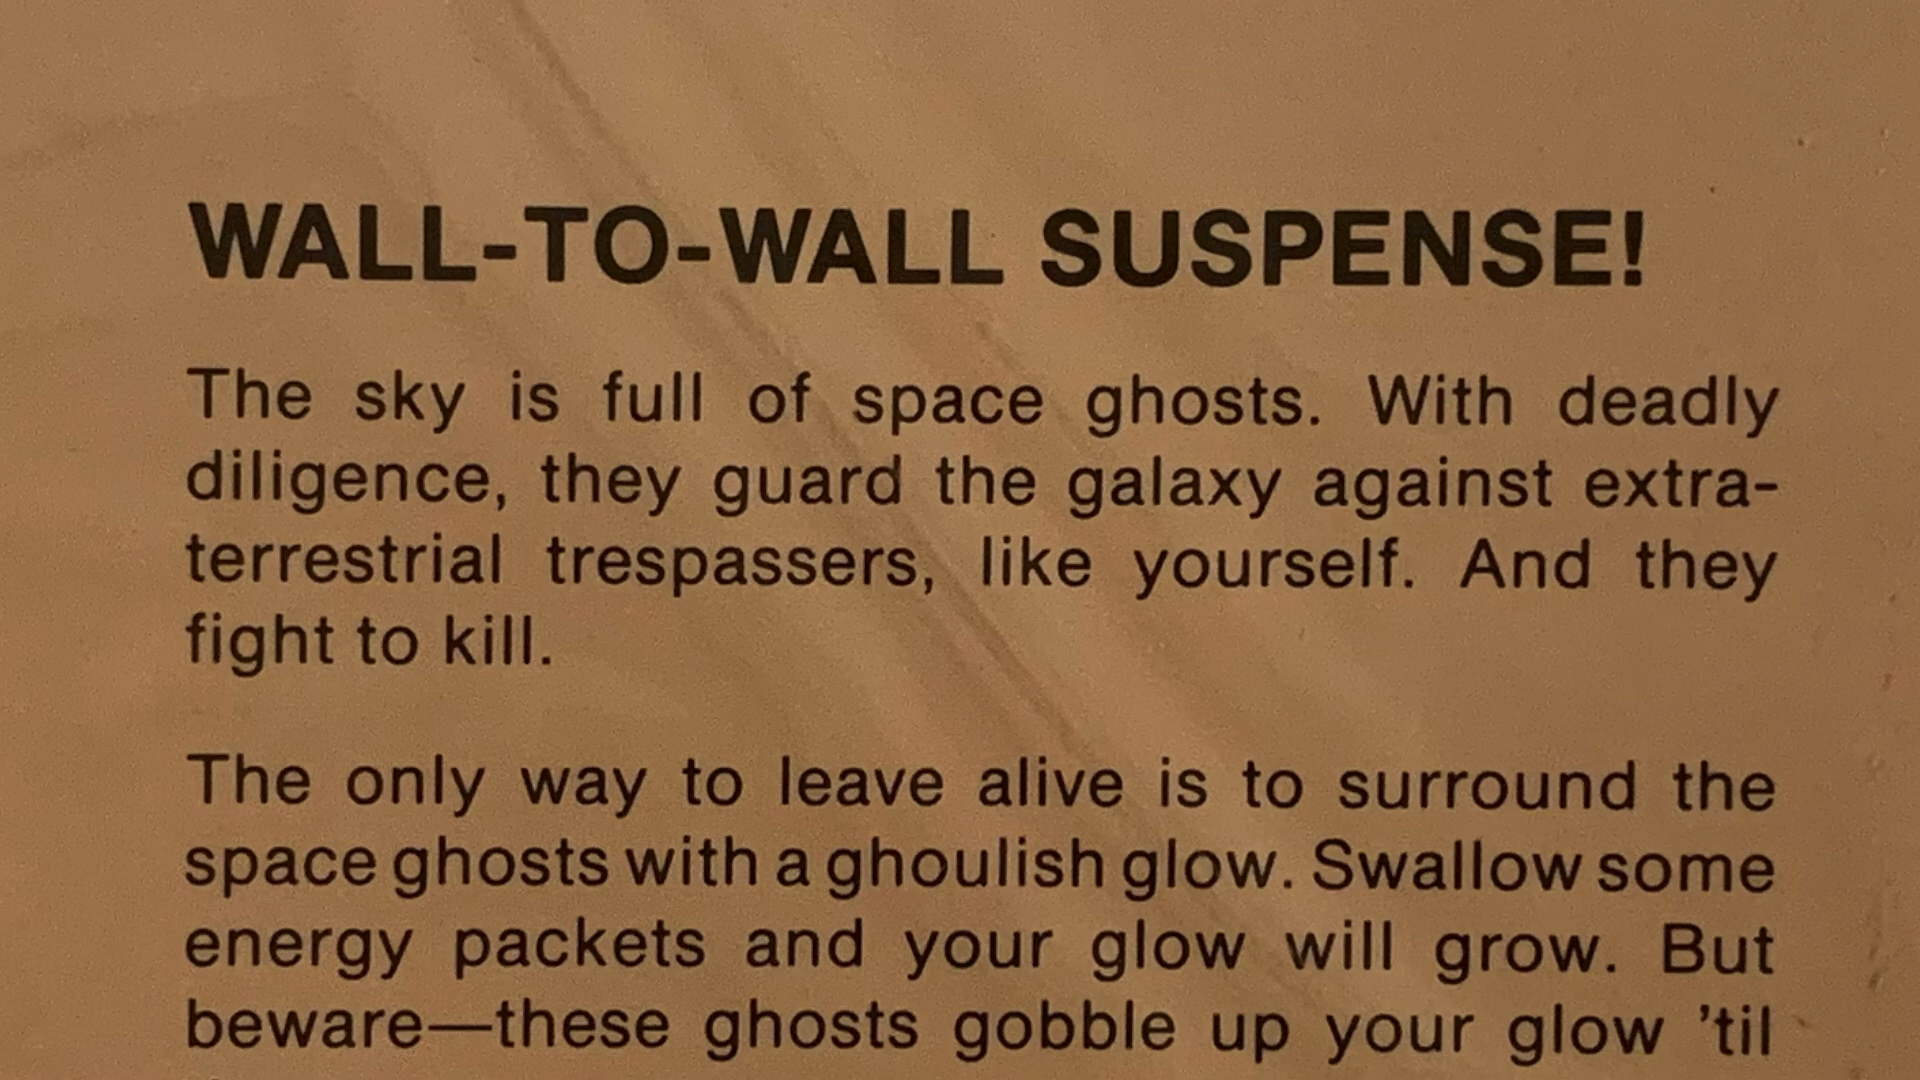 WALL-TO-WALL SUSPENSE!
The sky is full of space ghosts. With deadly
diligence, they guard the galaxy against extra-
terrestrial trespassers, like yourself. And they
fight to kill.
The only way to leave alive is to surround the
space ghosts with a ghoulish glow. Swallow some
energy packets and your glow will grow. But
beware—these ghosts gobble up your glow ’til